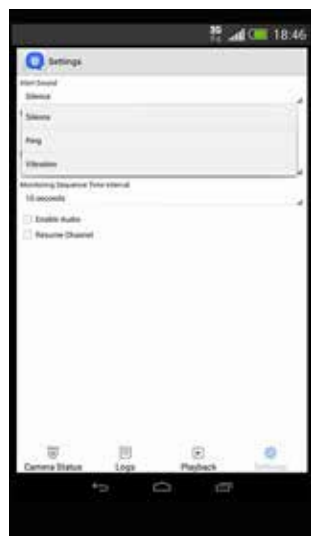 3G 18:46
Settings
Alert Sound
Silence
Silence
Ring
Vibration
Monitoring Sequence Time Interval
10 seconds
Enable Audio
Resume Channel
Camera Status Logs Playback Settings